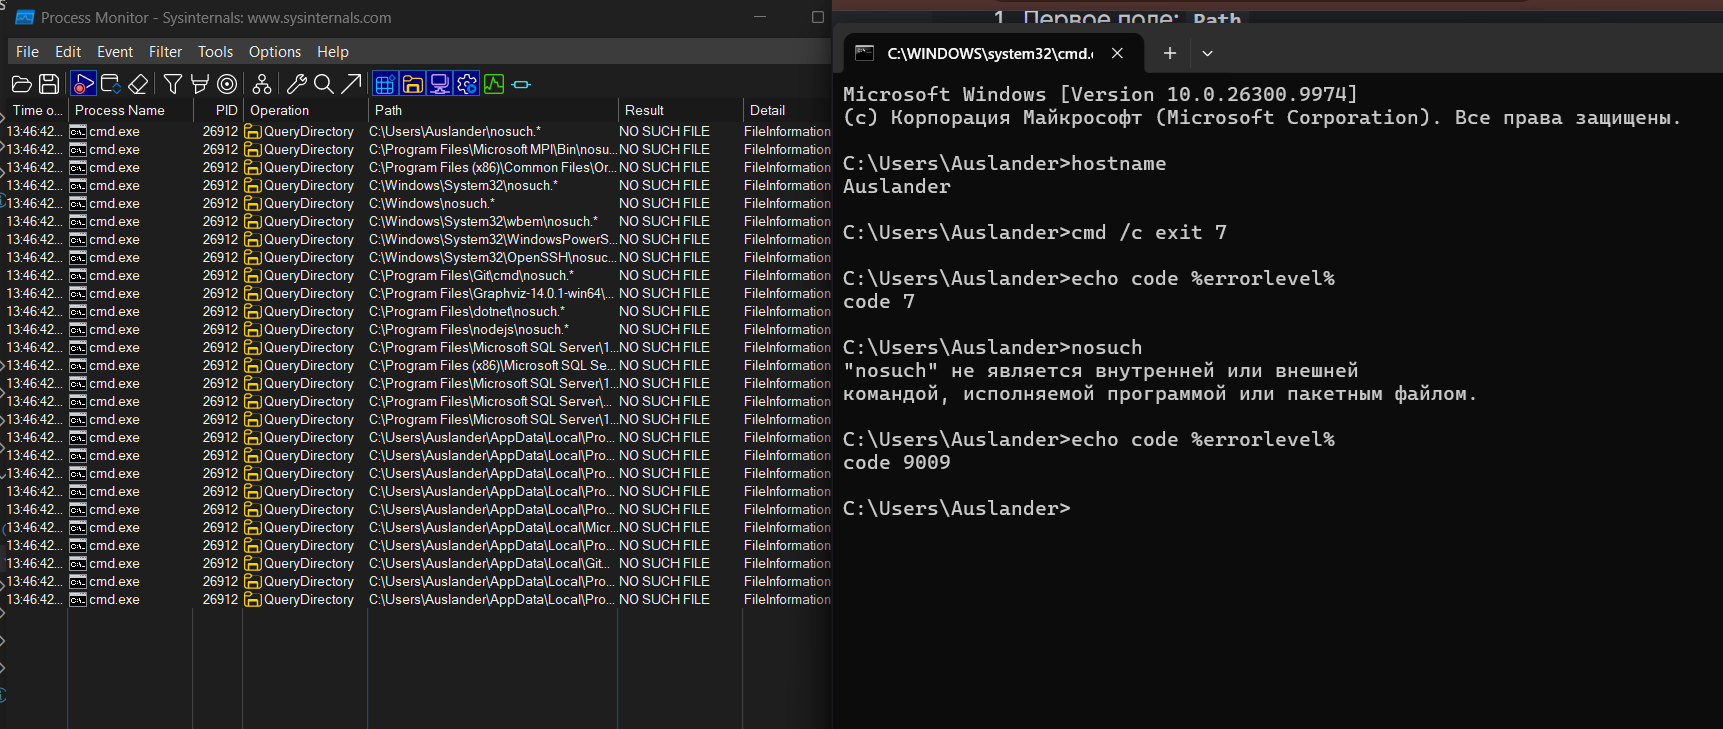 Process Monitor - Sysinternals: www.sysinternals.com
File Edit Event Filter Tools Options Help
Time o... Process Name PID Operation Path Result Detail
13:46:42... cmd.exe 26912 QueryDirectory C:\Users\Auslander\nosuch.* NO SUCH FILE FileInformation
13:46:42... cmd.exe 26912 QueryDirectory C:\Program Files\Microsoft MPI\Bin\nosu... NO SUCH FILE FileInformation
13:46:42... cmd.exe 26912 QueryDirectory C:\Program Files (x86)\Common Files\Or... NO SUCH FILE FileInformation
13:46:42... cmd.exe 26912 QueryDirectory C:\Windows\System32\nosuch.* NO SUCH FILE FileInformation
13:46:42... cmd.exe 26912 QueryDirectory C:\Windows\nosuch.* NO SUCH FILE FileInformation
13:46:42... cmd.exe 26912 QueryDirectory C:\Windows\System32\wbem\nosuch.* NO SUCH FILE FileInformation
13:46:42... cmd.exe 26912 QueryDirectory C:\Windows\System32\WindowsPowerS... NO SUCH FILE FileInformation
13:46:42... cmd.exe 26912 QueryDirectory C:\Windows\System32\OpenSSH\nosuc... NO SUCH FILE FileInformation
13:46:42... cmd.exe 26912 QueryDirectory C:\Program Files\Git\cmd\nosuch.* NO SUCH FILE FileInformation
13:46:42... cmd.exe 26912 QueryDirectory C:\Program Files\Graphviz-14.0.1-win64\... NO SUCH FILE FileInformation
13:46:42... cmd.exe 26912 QueryDirectory C:\Program Files\dotnet\nosuch.* NO SUCH FILE FileInformation
13:46:42... cmd.exe 26912 QueryDirectory C:\Program Files\nodejs\nosuch.* NO SUCH FILE FileInformation
13:46:42... cmd.exe 26912 QueryDirectory C:\Program Files\Microsoft SQL Server\1... NO SUCH FILE FileInformation
13:46:42... cmd.exe 26912 QueryDirectory C:\Program Files (x86)\Microsoft SQL Se... NO SUCH FILE FileInformation
13:46:42... cmd.exe 26912 QueryDirectory C:\Program Files\Microsoft SQL Server\1... NO SUCH FILE FileInformation
13:46:42... cmd.exe 26912 QueryDirectory C:\Program Files\Microsoft SQL Server\... NO SUCH FILE FileInformation
13:46:42... cmd.exe 26912 QueryDirectory C:\Program Files\Microsoft SQL Server\1... NO SUCH FILE FileInformation
13:46:42... cmd.exe 26912 QueryDirectory C:\Users\Auslander\AppData\Local\Pro... NO SUCH FILE FileInformation
13:46:42... cmd.exe 26912 QueryDirectory C:\Users\Auslander\AppData\Local\Pro... NO SUCH FILE FileInformation
13:46:42... cmd.exe 26912 QueryDirectory C:\Users\Auslander\AppData\Local\Pro... NO SUCH FILE FileInformation
13:46:42... cmd.exe 26912 QueryDirectory C:\Users\Auslander\AppData\Local\Pro... NO SUCH FILE FileInformation
13:46:42... cmd.exe 26912 QueryDirectory C:\Users\Auslander\AppData\Local\Pro... NO SUCH FILE FileInformation
13:46:42... cmd.exe 26912 QueryDirectory C:\Users\Auslander\AppData\Local\Micr... NO SUCH FILE FileInformation
13:46:42... cmd.exe 26912 QueryDirectory C:\Users\Auslander\AppData\Local\Pro... NO SUCH FILE FileInformation
13:46:42... cmd.exe 26912 QueryDirectory C:\Users\Auslander\AppData\Local\Git... NO SUCH FILE FileInformation
13:46:42... cmd.exe 26912 QueryDirectory C:\Users\Auslander\AppData\Local\Pro... NO SUCH FILE FileInformation
13:46:42... cmd.exe 26912 QueryDirectory C:\Users\Auslander\AppData\Local\Pro... NO SUCH FILE FileInformation
1. Первое поле: Path
C:\WINDOWS\system32\cmd.
Microsoft Windows [Version 10.0.26300.9974]
(c) Корпорация Майкрософт (Microsoft Corporation). Все права защищены.
C:\Users\Auslander>hostname
Auslander
C:\Users\Auslander>cmd /c exit 7
C:\Users\Auslander>echo code %errorlevel%
code 7
C:\Users\Auslander>nosuch
"nosuch" не является внутренней или внешней
командой, исполняемой программой или пакетным файлом.
C:\Users\Auslander>echo code %errorlevel%
code 9009
C:\Users\Auslander>